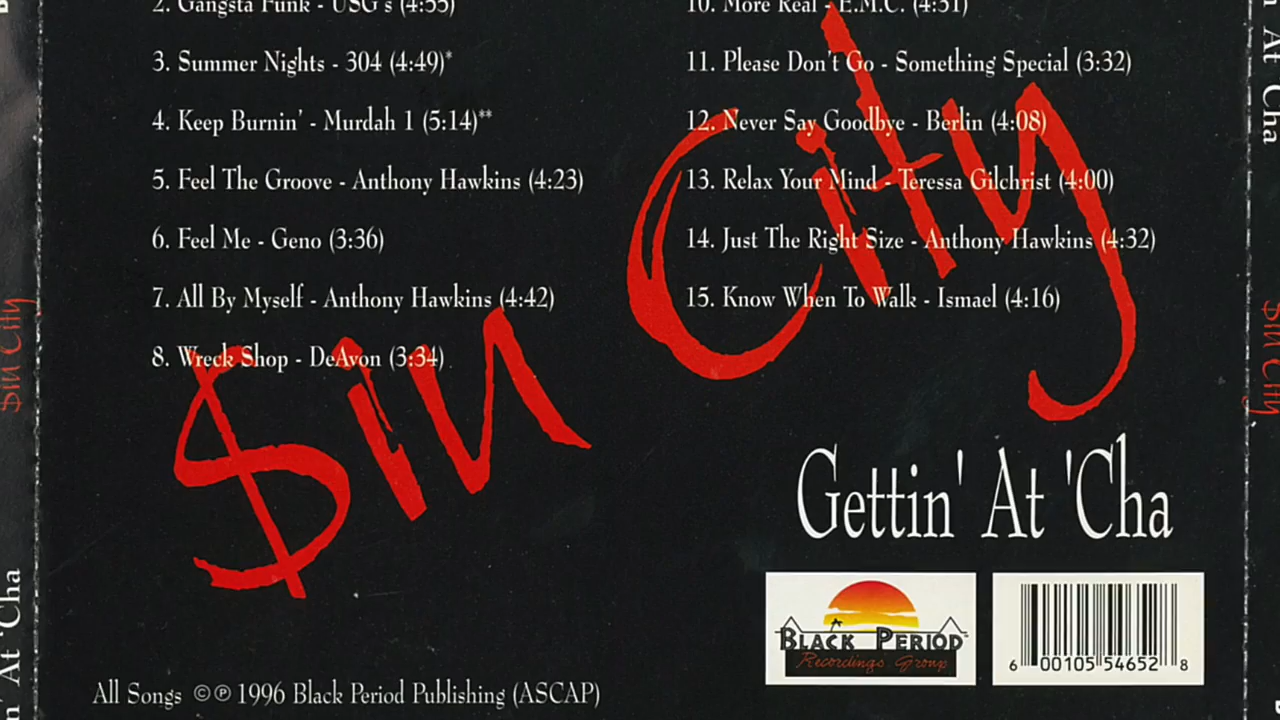 2. Gangsta Funk - USG's (4:55)
3. Summer Nights - 304 (4:49)*
4. Keep Burnin' - Murdah 1 (5:14)**
5. Feel The Groove - Anthony Hawkins (4:23)
6. Feel Me - Geno (3:36)
7. All By Myself - Anthony Hawkins (4:42)
8. Wreck Shop - DeAvon (3:34)
10. More Real - E.M.C. (4:51)
11. Please Don't Go - Something Special (3:32)
12. Never Say Goodbye - Berlin (4:08)
13. Relax Your Mind - Teressa Gilchrist (4:00)
14. Just The Right Size - Anthony Hawkins (4:32)
15. Know When To Walk - Ismael (4:16)
$in City
Gettin' At 'Cha
BLACK PERIOD
Recordings Group
6 00105 54652 8
All Songs ©℗ 1996 Black Period Publishing (ASCAP)
$in City
n' At 'Cha
At 'Cha
$in City